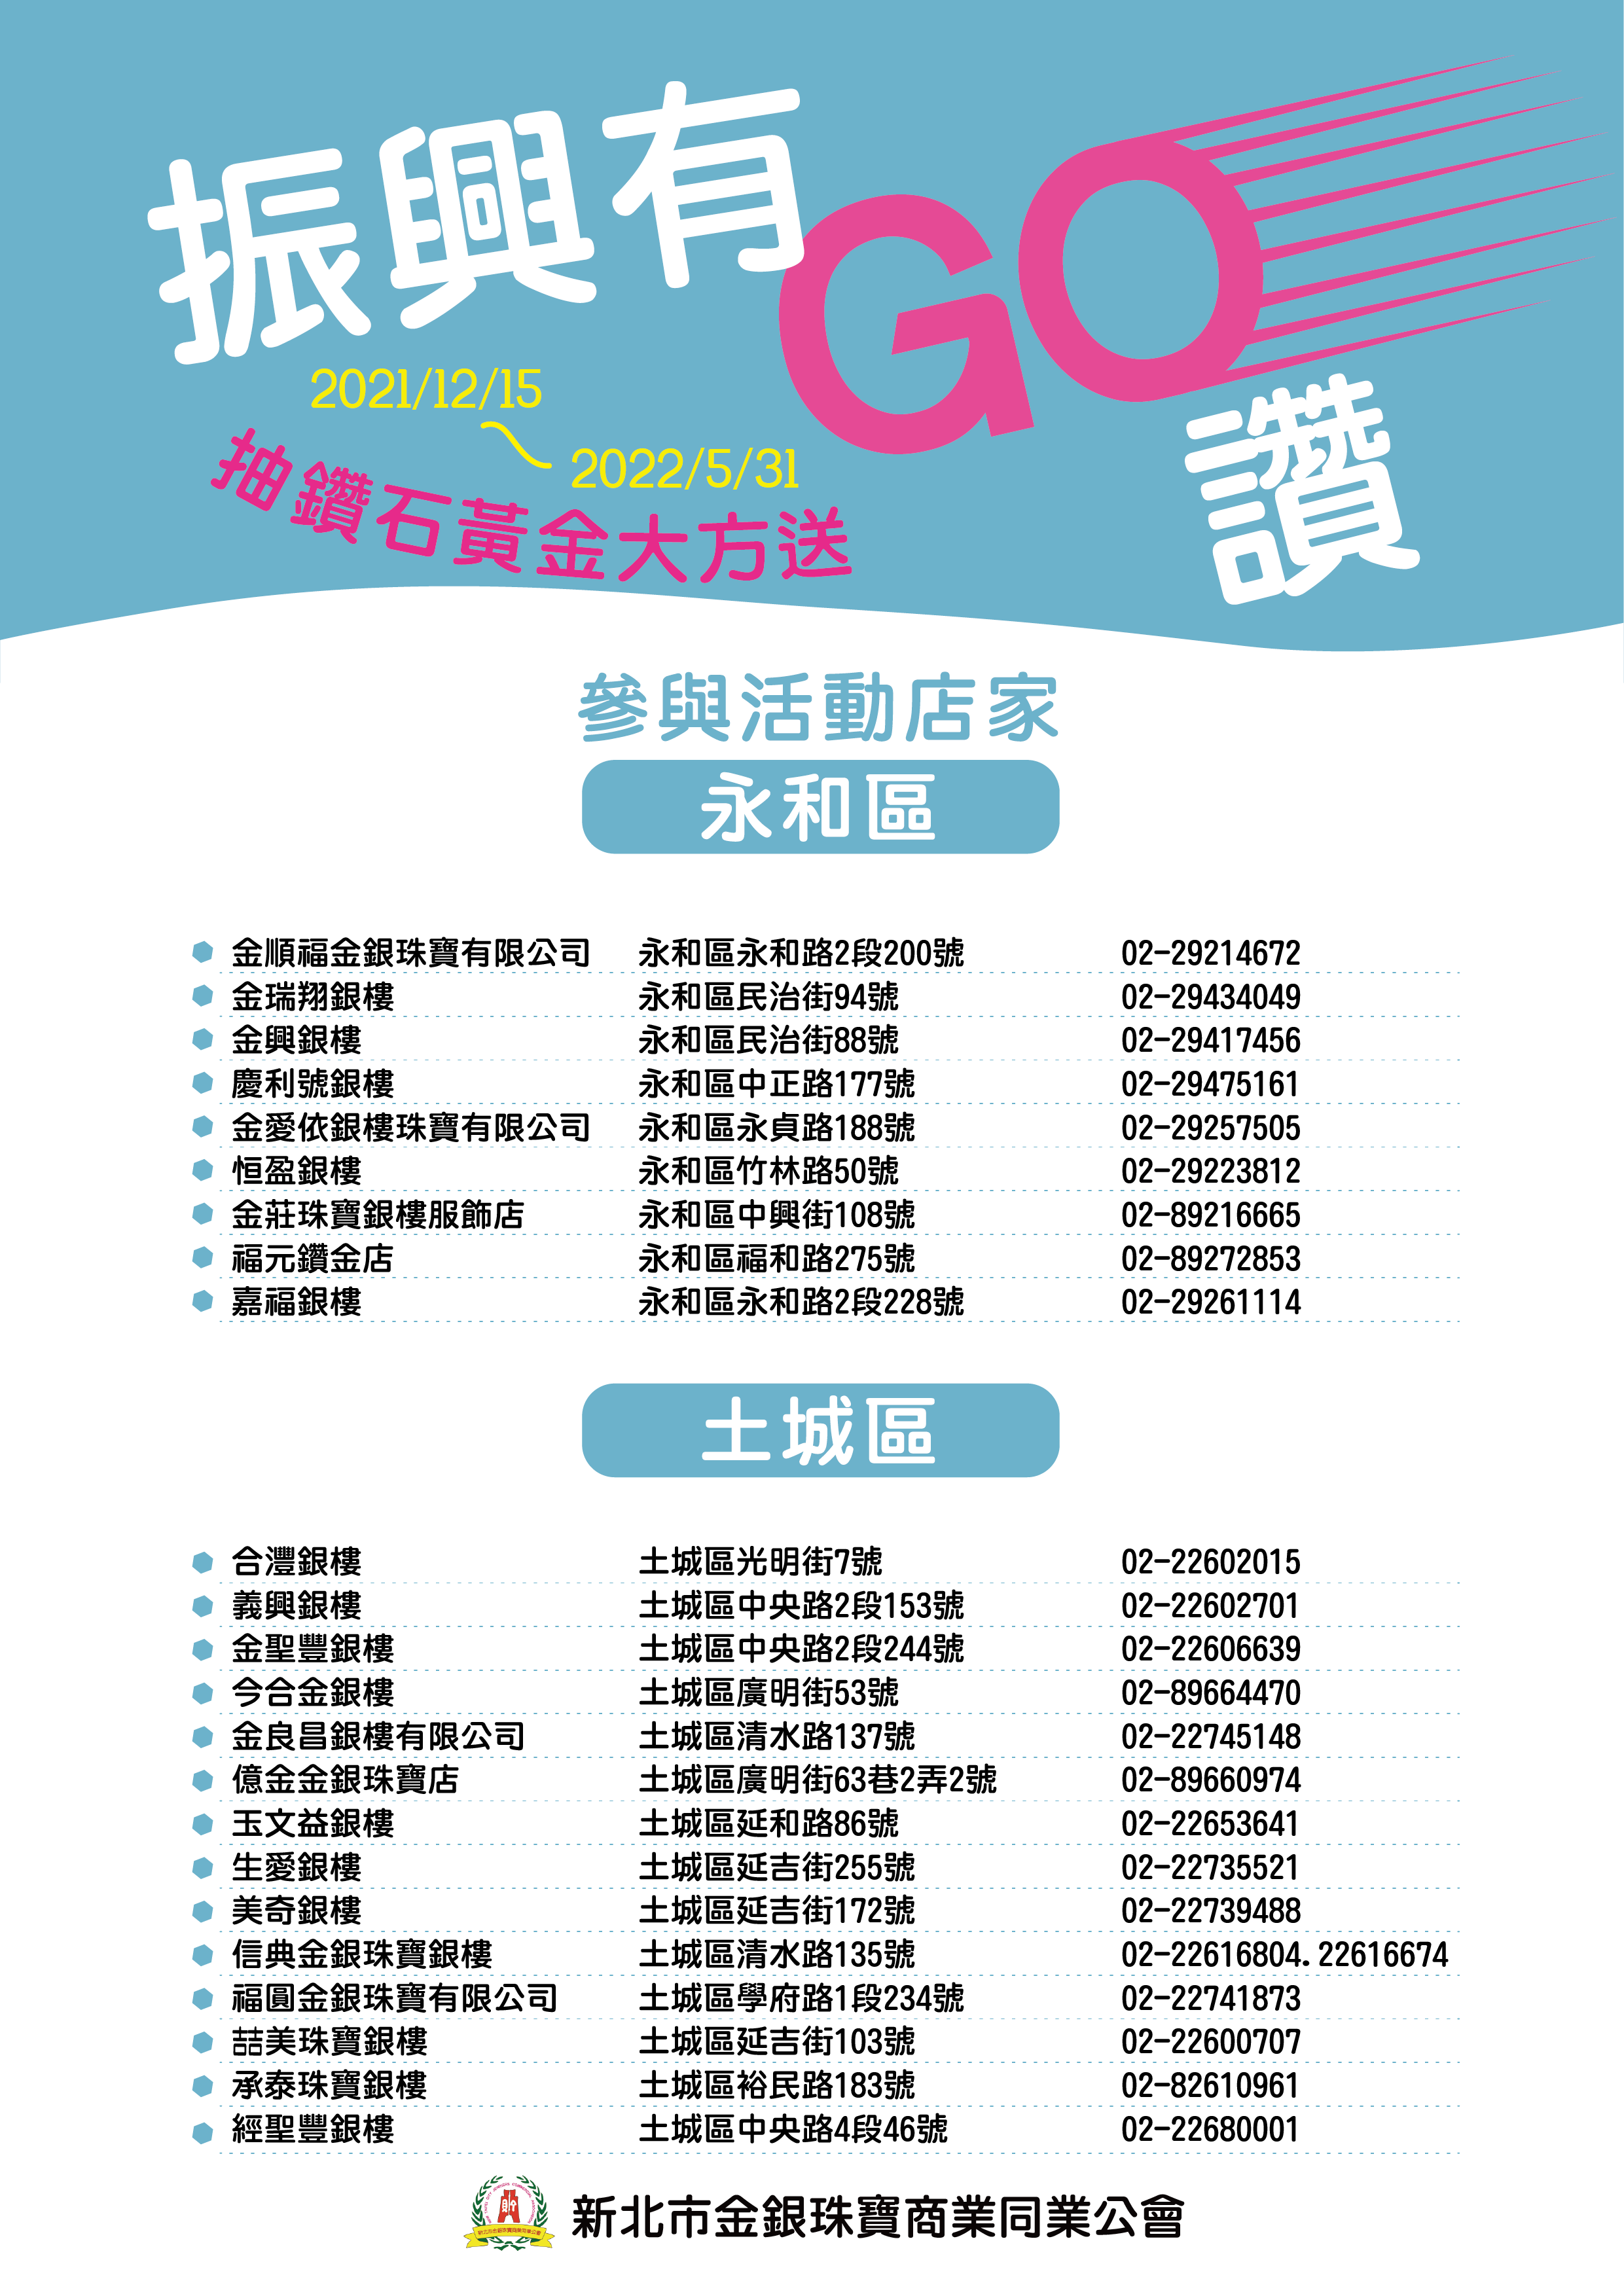 振興有GO讚
2021/12/15
~
2022/5/31
抽鑽石黃金大方送
參與活動店家
永和區
金順福金銀珠寶有限公司 永和區永和路2段200號 02-29214672
金瑞翔銀樓 永和區民治街94號 02-29434049
金興銀樓 永和區民治街88號 02-29417456
慶利號銀樓 永和區中正路177號 02-29475161
金愛依銀樓珠寶有限公司 永和區永貞路188號 02-29257505
恒盈銀樓 永和區竹林路50號 02-29223812
金莊珠寶銀樓服飾店 永和區中興街108號 02-89216665
福元鑽金店 永和區福和路275號 02-89272853
嘉福銀樓 永和區永和路2段228號 02-29261114
土城區
合灃銀樓 土城區光明街7號 02-22602015
義興銀樓 土城區中央路2段153號 02-22602701
金聖豐銀樓 土城區中央路2段244號 02-22606639
今合金銀樓 土城區廣明街53號 02-89664470
金良昌銀樓有限公司 土城區清水路137號 02-22745148
億金金銀珠寶店 土城區廣明街63巷2弄2號 02-89660974
玉文益銀樓 土城區延和路86號 02-22653641
生愛銀樓 土城區延吉街255號 02-22735521
美奇銀樓 土城區延吉街172號 02-22739488
信典金銀珠寶銀樓 土城區清水路135號 02-22616804.22616674
福圓金銀珠寶有限公司 土城區學府路1段234號 02-22741873
喆美珠寶銀樓 土城區延吉街103號 02-22600707
承泰珠寶銀樓 土城區裕民路183號 02-82610961
經聖豐銀樓 土城區中央路4段46號 02-22680001
新北市金銀珠寶商業同業公會
新北市金銀珠寶商業同業公會